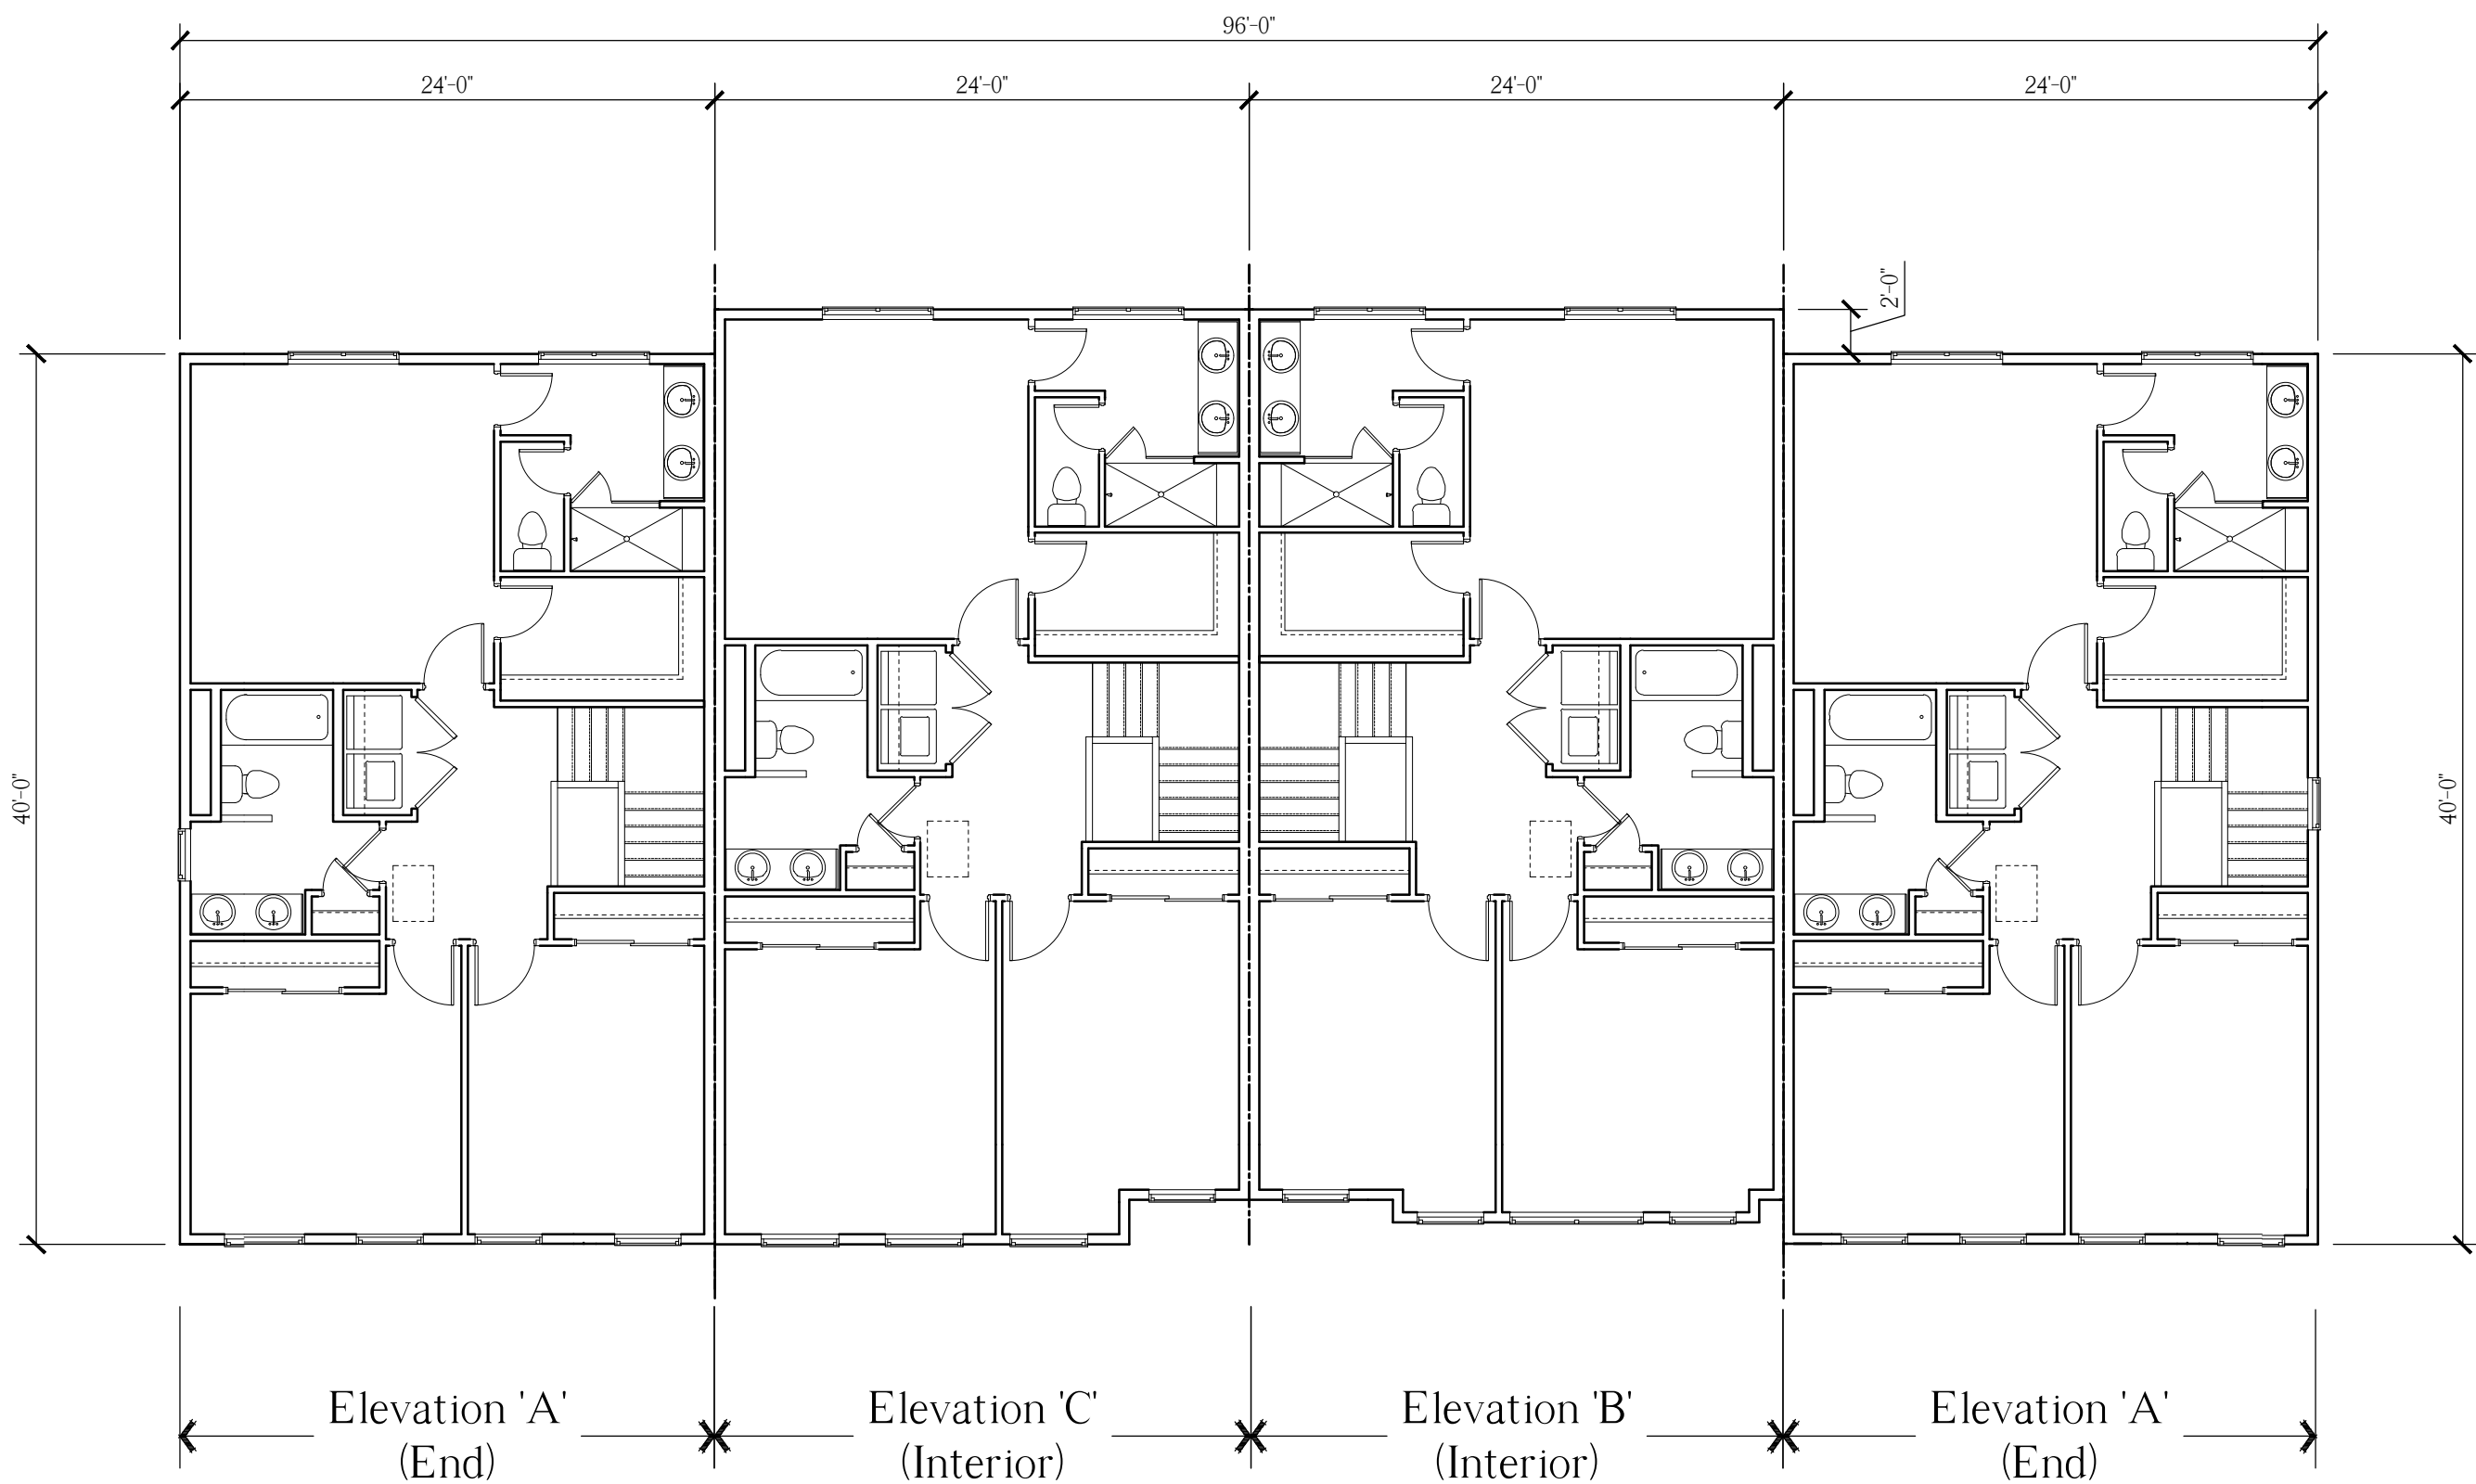 96'-0"
24'-0"
24'-0"
24'-0"
24'-0"
2'-0"
40'-0"
40'-0"
Elevation 'A'
(End)
Elevation 'C'
(Interior)
Elevation 'B'
(Interior)
Elevation 'A'
(End)